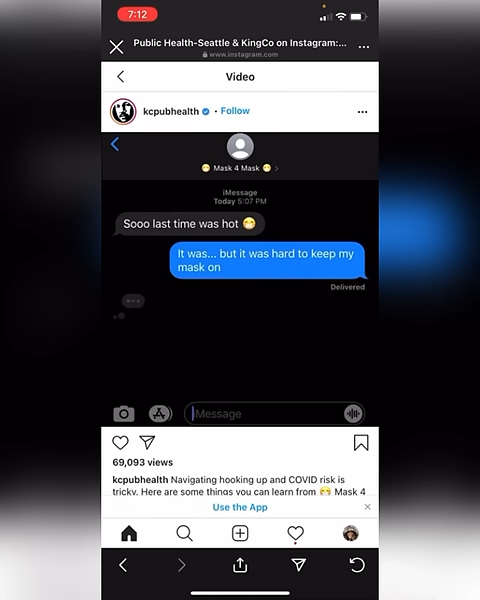 7:12
Public Health-Seattle & KingCo on Instagram:...
www.instagram.com
Video
kcpubhealth • Follow
😷 Mask 4 Mask 😷
iMessage
Today 5:07 PM
Sooo last time was hot 😷
It was... but it was hard to keep my
mask on
Delivered
iMessage
69,093 views
kcpubhealth Navigating hooking up and COVID risk is
tricky. Here are some things you can learn from 😷 Mask 4
Use the App